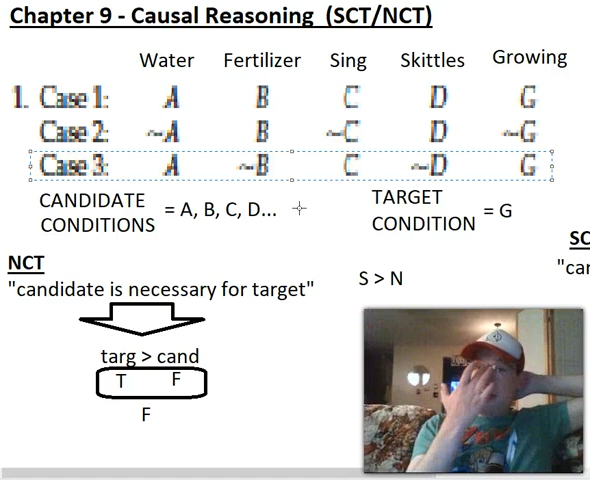 Chapter 9 - Causal Reasoning (SCT/NCT)
Water Fertilizer Sing Skittles Growing
1. Case 1: A B C D G
Case 2: ~A B ~C D ~G
Case 3: A ~B C ~D G
CANDIDATE CONDITIONS = A, B, C, D...
TARGET CONDITION = G
NCT
SC
"candidate is necessary for target"
S > N
"car
targ > cand
T F
F